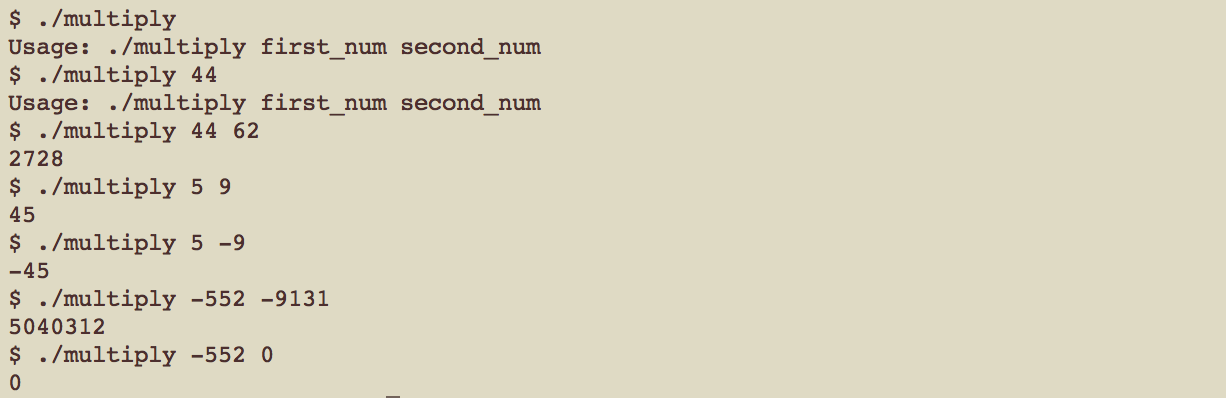 $ ./multiply
Usage: ./multiply first_num second_num
$ ./multiply 44
Usage: ./multiply first_num second_num
$ ./multiply 44 62
2728
$ ./multiply 5 9
45
$ ./multiply 5 -9
-45
$ ./multiply -552 -9131
5040312
$ ./multiply -552 0
0